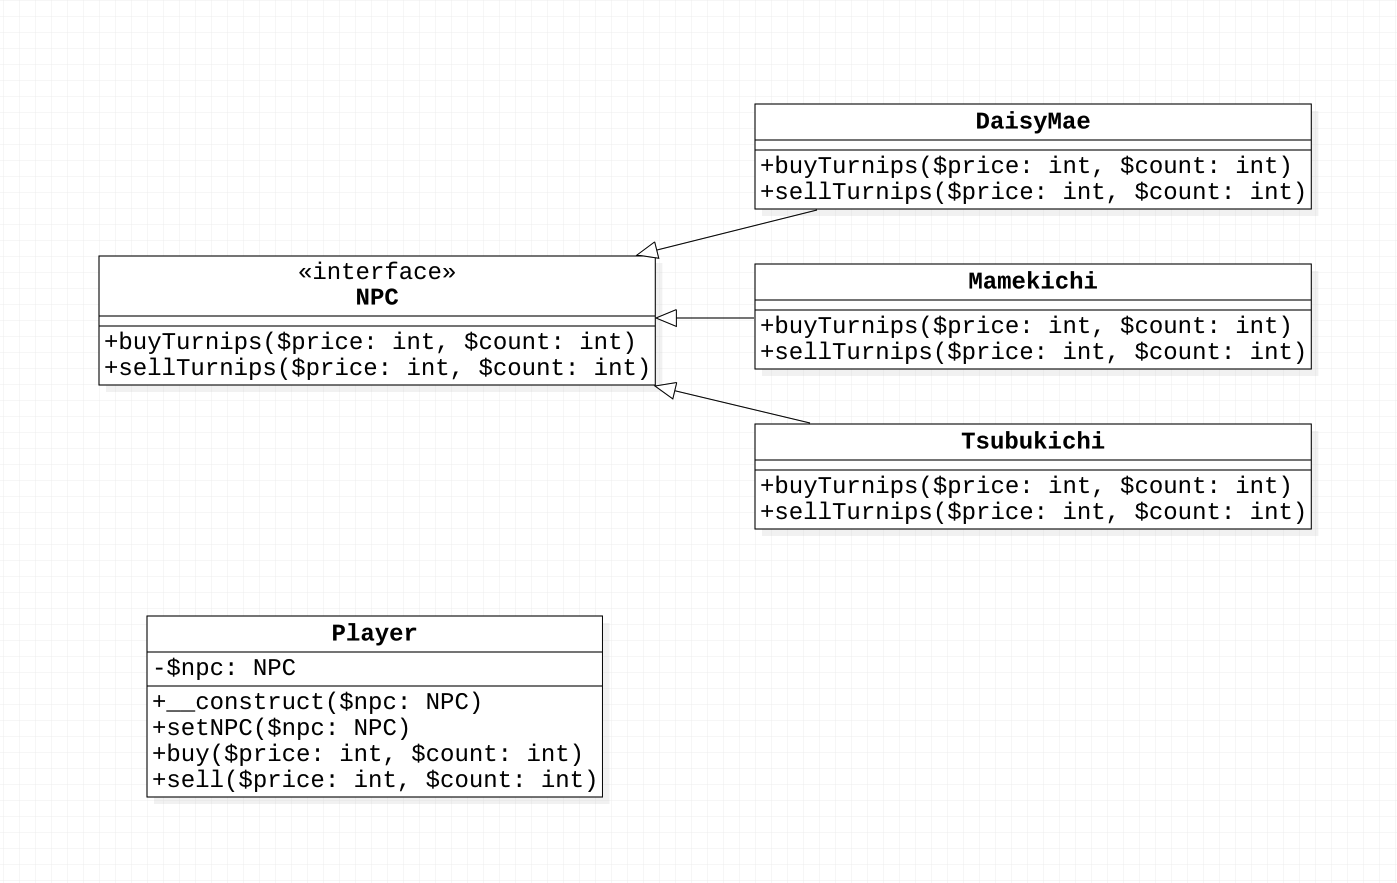 DaisyMae
+buyTurnips($price: int, $count: int)
+sellTurnips($price: int, $count: int)
«interface»
NPC
+buyTurnips($price: int, $count: int)
+sellTurnips($price: int, $count: int)
Mamekichi
+buyTurnips($price: int, $count: int)
+sellTurnips($price: int, $count: int)
Tsubukichi
+buyTurnips($price: int, $count: int)
+sellTurnips($price: int, $count: int)
Player
-$npc: NPC
+__construct($npc: NPC)
+setNPC($npc: NPC)
+buy($price: int, $count: int)
+sell($price: int, $count: int)